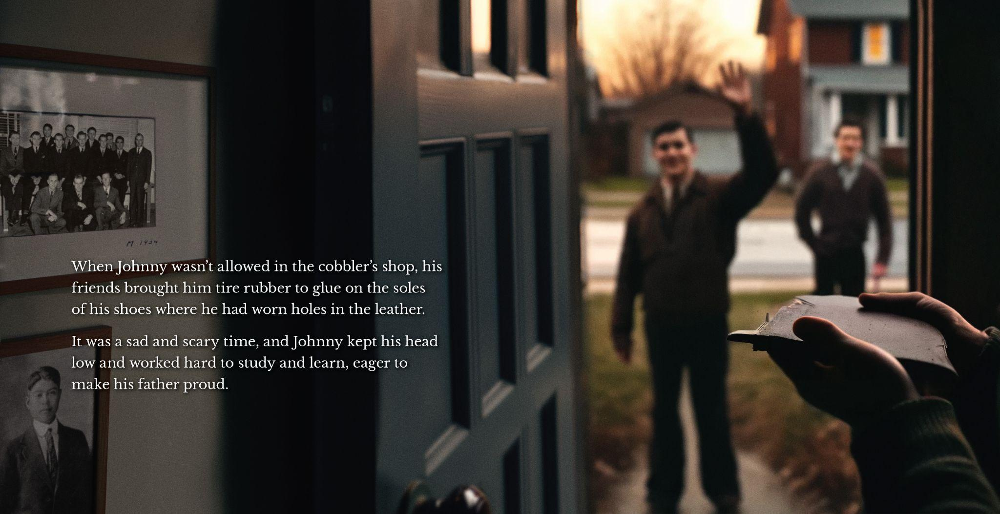 M 1934
When Johnny wasn’t allowed in the cobbler’s shop, his
friends brought him tire rubber to glue on the soles
of his shoes where he had worn holes in the leather.
It was a sad and scary time, and Johnny kept his head
low and worked hard to study and learn, eager to
make his father proud.